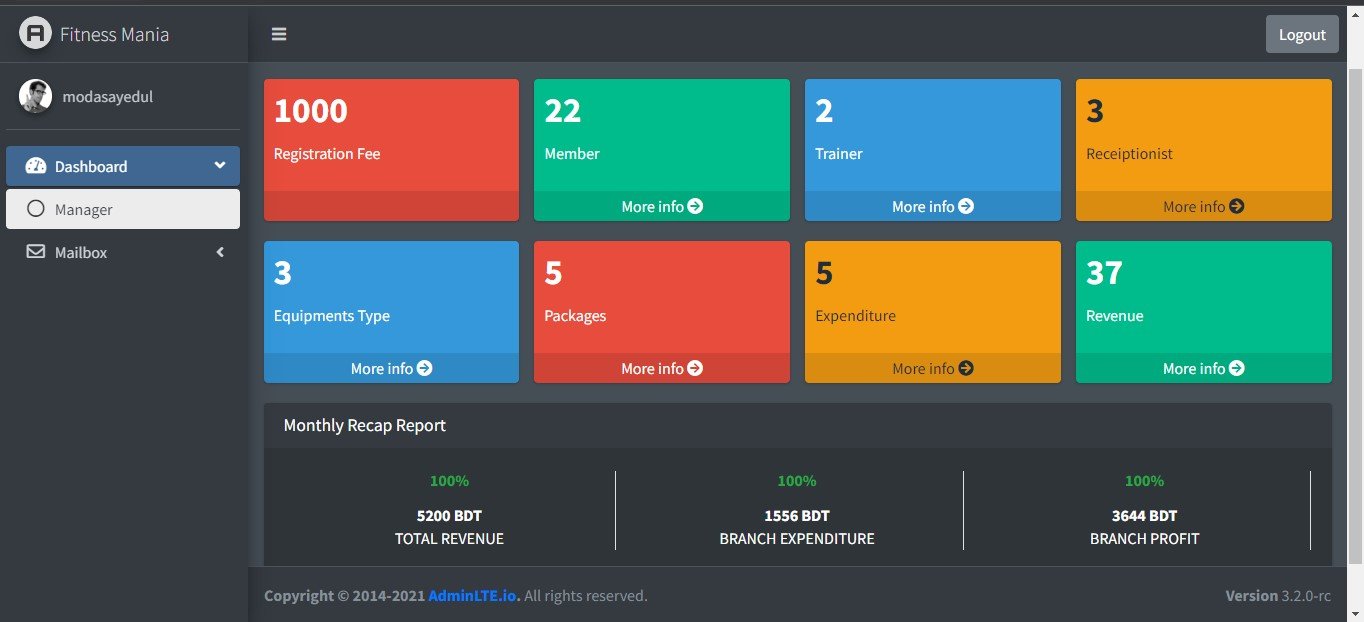 Fitness Mania
Logout
modasayedul
Dashboard
Manager
Mailbox
1000
Registration Fee
22
Member
More info
2
Trainer
More info
3
Receiptionist
More info
3
Equipments Type
More info
5
Packages
More info
5
Expenditure
More info
37
Revenue
More info
Monthly Recap Report
100%
5200 BDT
TOTAL REVENUE
100%
1556 BDT
BRANCH EXPENDITURE
100%
3644 BDT
BRANCH PROFIT
Copyright © 2014-2021 AdminLTE.io. All rights reserved.
Version 3.2.0-rc